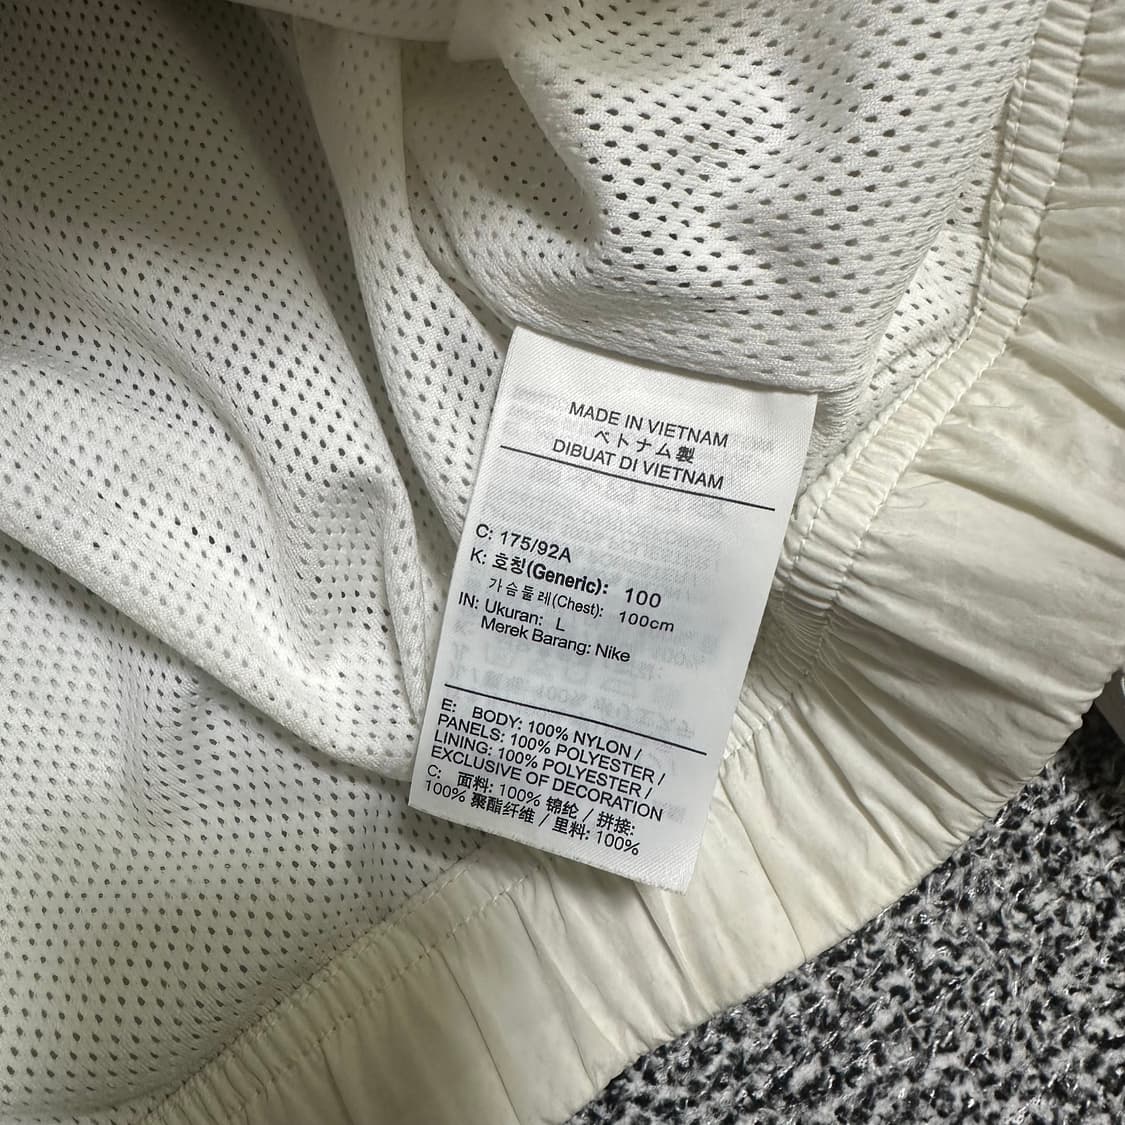 MADE IN VIETNAM
ベトナム製
DIBUAT DI VIETNAM
C: 175/92A
K: 호칭(Generic): 100
가슴둘레(Chest): 100cm
IN: Ukuran: L
Merek Barang: Nike
E: BODY: 100% NYLON /
PANELS: 100% POLYESTER /
LINING: 100% POLYESTER /
EXCLUSIVE OF DECORATION
C: 面料: 100% 锦纶 / 拼接:
100% 聚酯纤维 / 里料: 100%